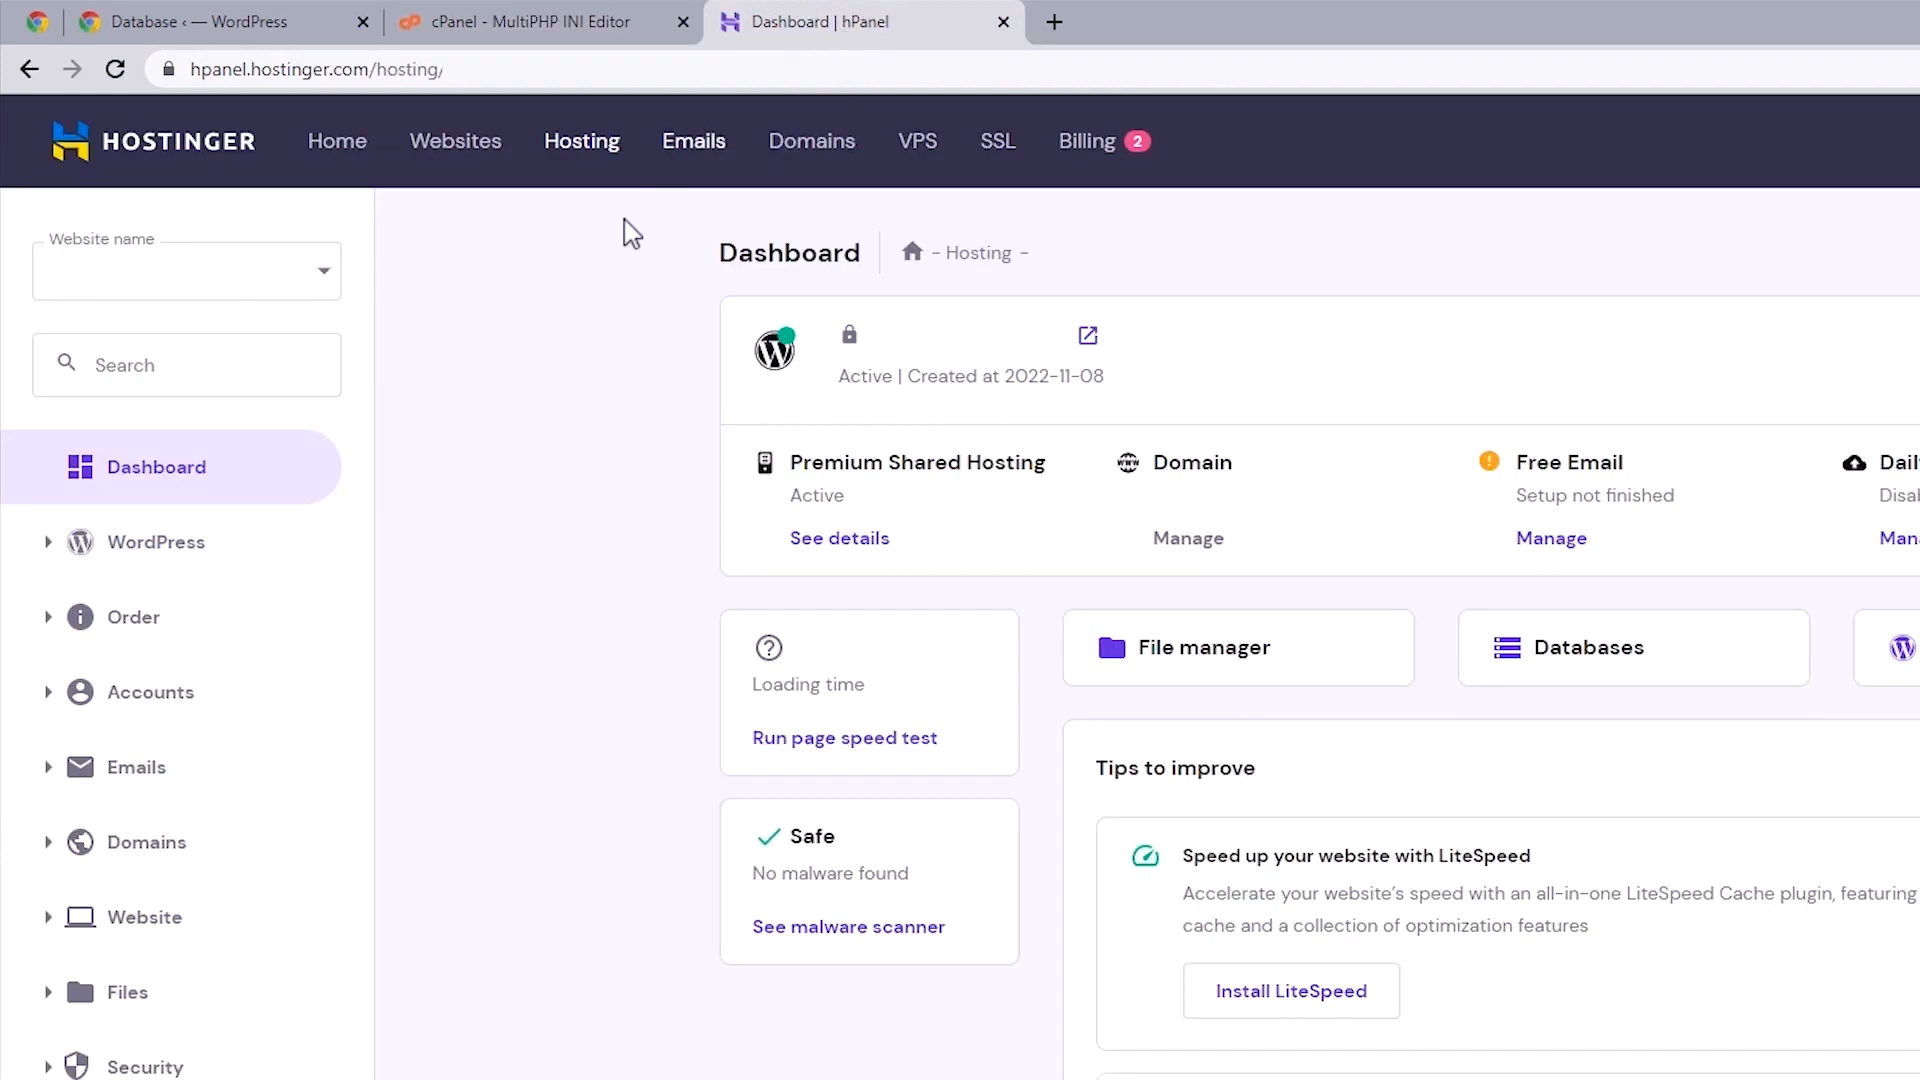 Database ‹ — WordPress
cPanel - MultiPHP INI Editor
Dashboard | hPanel
hpanel.hostinger.com/hosting/
HOSTINGER
Home
Websites
Hosting
Emails
Domains
VPS
SSL
Billing 2
Website name
Search
Dashboard
WordPress
Order
Accounts
Emails
Domains
Website
Files
Security
Dashboard
- Hosting -
Active | Created at 2022-11-08
Premium Shared Hosting
Active
See details
Domain
Manage
Free Email
Setup not finished
Manage
Dail
Disab
Man
Loading time
Run page speed test
File manager
Databases
Safe
No malware found
See malware scanner
Tips to improve
Speed up your website with LiteSpeed
Accelerate your website’s speed with an all-in-one LiteSpeed Cache plugin, featuring
cache and a collection of optimization features
Install LiteSpeed